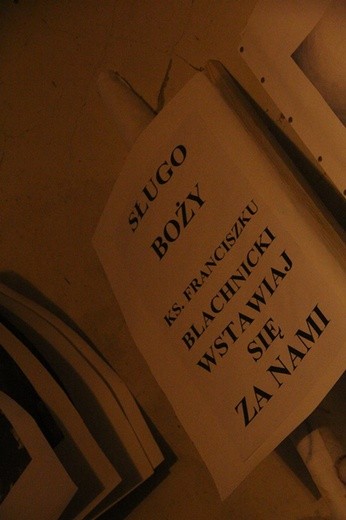 SŁUGO
BOŻY
KS. FRANCISZKU
BLACHNICKI
WSTAWIAJ
SIĘ
ZA NAMI